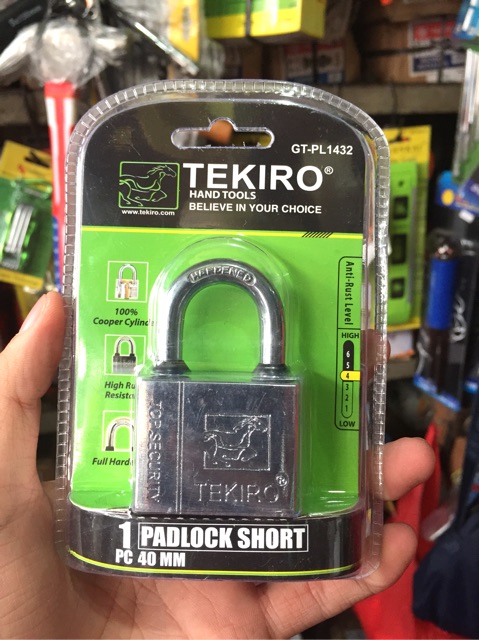 GT-PL1432
TEKIRO®
HAND TOOLS
BELIEVE IN YOUR CHOICE
www.tekiro.com
HARDENED
Anti-Rust Level
HIGH
6
5
4
3
2
1
LOW
100%
Cooper Cylind
High Ru
Resista
Full Hard
TOP SECURITY
TEKIRO®
1 PC
PADLOCK SHORT
40 MM